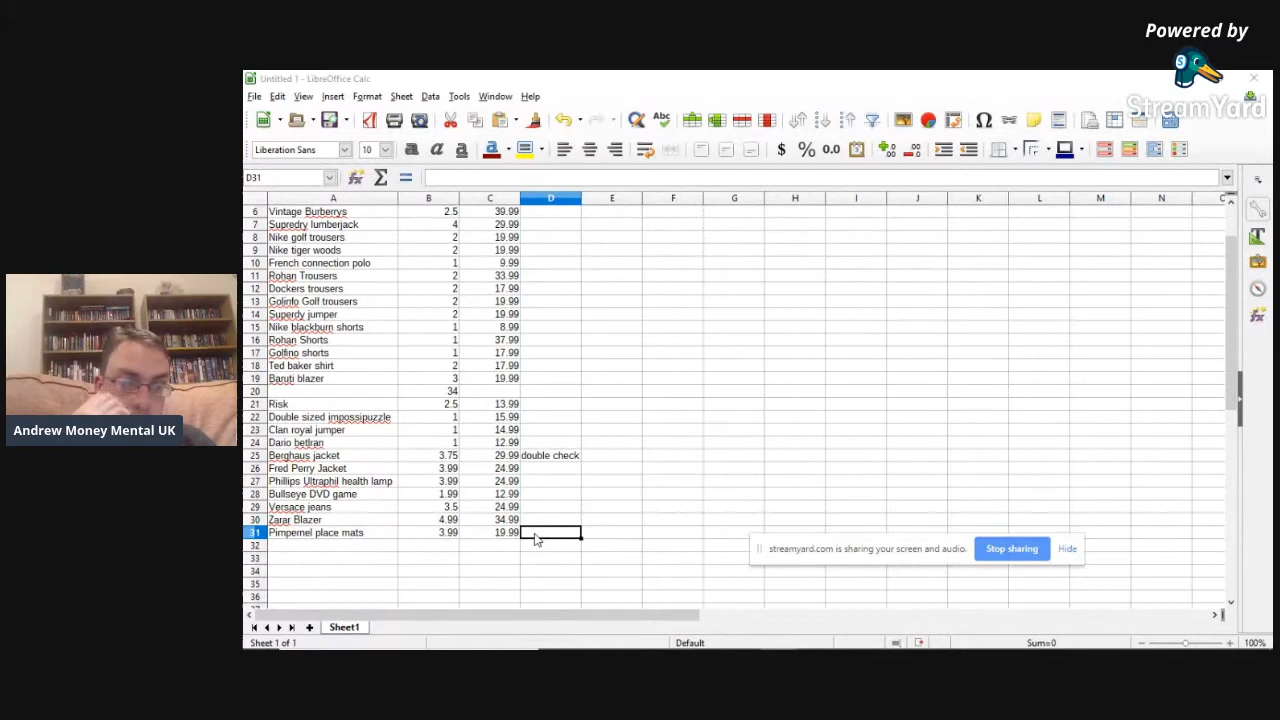 Powered by
StreamYard
Untitled 1 - LibreOffice Calc
File Edit View Insert Format Sheet Data Tools Window Help
Liberation Sans 10
D31
A B C D E F G H I J K L M N
6 Vintage Burberrys 2.5 39.99
7 Supredry lumberjack 4 29.99
8 Nike golf trousers 2 19.99
9 Nike tiger woods 2 19.99
10 French connection polo 1 9.99
11 Rohan Trousers 2 33.99
12 Dockers trousers 2 17.99
13 Golinfo Golf trousers 2 19.99
14 Superdy jumper 2 19.99
15 Nike blackburn shorts 1 8.99
16 Rohan Shorts 1 37.99
17 Golfino shorts 1 17.99
18 Ted baker shirt 2 17.99
19 Baruti blazer 3 19.99
20 34
21 Risk 2.5 13.99
22 Double sized impossipuzzle 1 15.99
23 Clan royal jumper 1 14.99
24 Dario betlran 1 12.99
25 Berghaus jacket 3.75 29.99 double check
26 Fred Perry Jacket 3.99 24.99
27 Phillips Ultraphil health lamp 3.99 24.99
28 Bullseye DVD game 1.99 12.99
29 Versace jeans 3.5 24.99
30 Zarar Blazer 4.99 34.99
31 Pimpernel place mats 3.99 19.99
32
33
34
35
36
streamyard.com is sharing your screen and audio. Stop sharing Hide
Andrew Money Mental UK
Sheet1
Sheet 1 of 1 Default Sum=0 100%